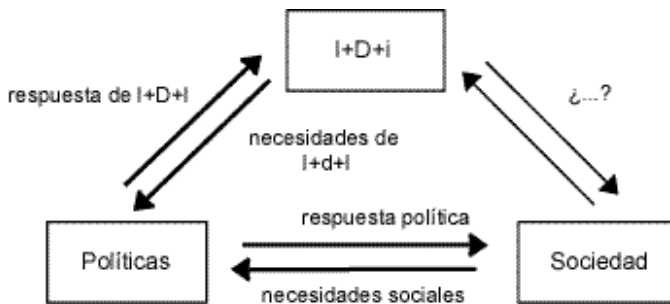 I+D+i
respuesta de I+D+I
¿...?
necesidades de
I+d+I
respuesta política
Políticas
Sociedad
necesidades sociales